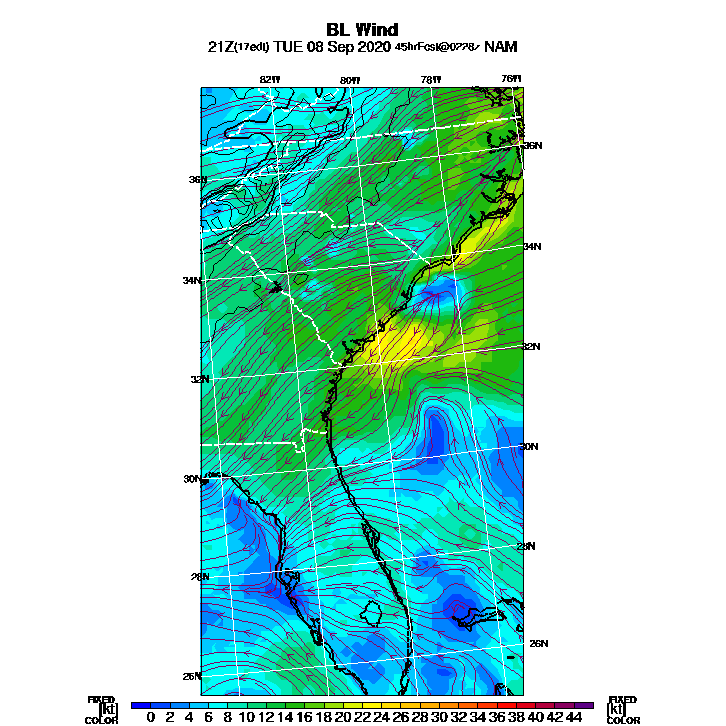 BL Wind
21Z(17edt) TUE 08 Sep 2020 45hrFcst@0228z NAM
82W 80W 78W 76W
36N
36N
34N
34N
32N
32N
30N
30N
28N
28N
26N
26N
FIXED FIXED
[kt] 0 2 4 6 8 10 12 14 16 18 20 22 24 26 28 30 32 34 36 38 40 42 44 [kt]
COLOR COLOR